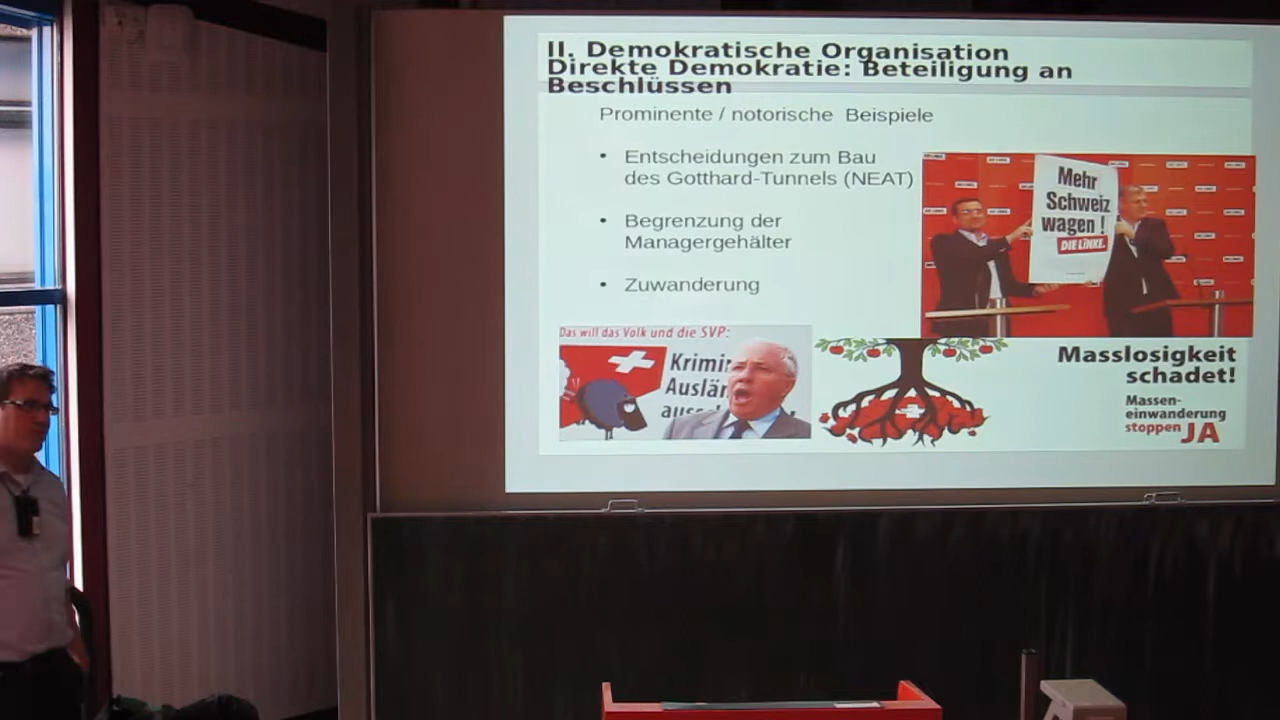 II. Demokratische Organisation
Direkte Demokratie: Beteiligung an
Beschlüssen
Prominente / notorische Beispiele
• Entscheidungen zum Bau
des Gotthard-Tunnels (NEAT)
• Begrenzung der
Managergehälter
• Zuwanderung
Mehr
Schweiz
wagen !
DIE LINKE.
Das will das Volk und die SVP:
Masslosigkeit
schadet!
Massen-
einwanderung
stoppen JA